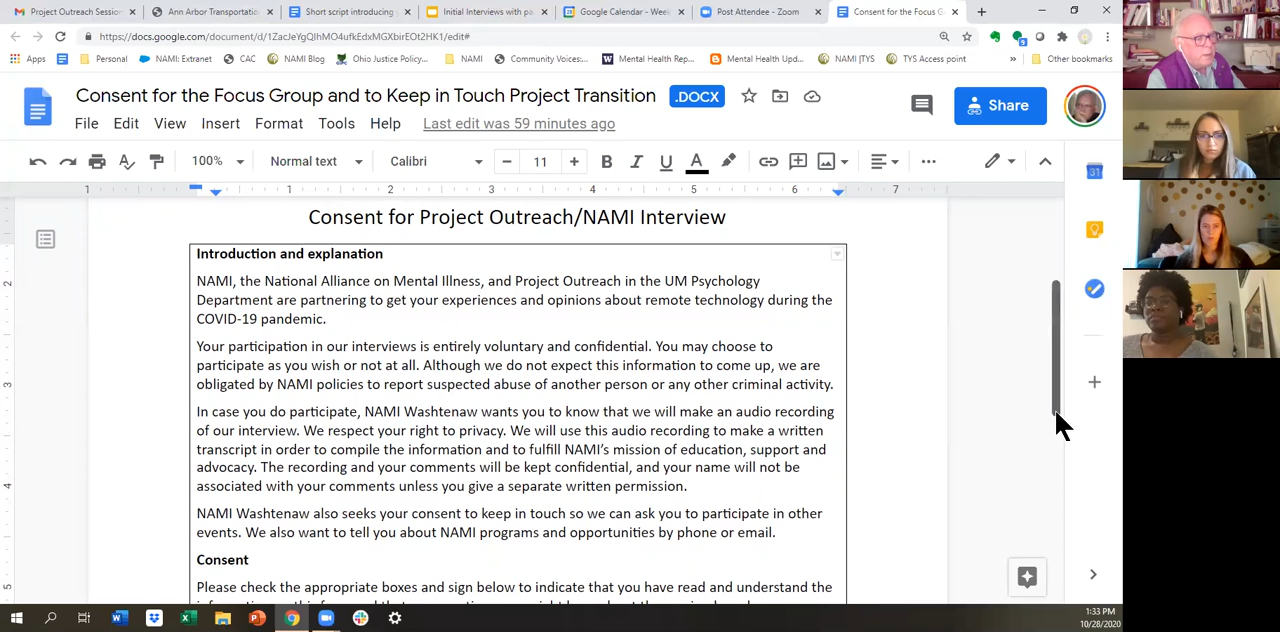 Project Outreach Session
Ann Arbor Transportation
Short script introducing
Initial Interviews with pa
Google Calendar - Week
Post Attendee - Zoom
Consent for the Focus G
https://docs.google.com/document/d/1ZacJeYgQlhMO4ufkEdxMGXbirEOt2HK1/edit#
Apps Personal NAMI: Extranet CAC NAMI Blog Ohio Justice Policy... NAMI Community Voices:... Mental Health Rep... Mental Health Upd... NAMI |TYS TYS Access point » Other bookmarks
Consent for the Focus Group and to Keep in Touch Project Transition .DOCX
Share
File Edit View Insert Format Tools Help Last edit was 59 minutes ago
100% Normal text Calibri 11 B I U A
1 1 2 3 4 5 6 7
Consent for Project Outreach/NAMI Interview
Introduction and explanation
NAMI, the National Alliance on Mental Illness, and Project Outreach in the UM Psychology
Department are partnering to get your experiences and opinions about remote technology during the
COVID-19 pandemic.
Your participation in our interviews is entirely voluntary and confidential. You may choose to
participate as you wish or not at all. Although we do not expect this information to come up, we are
obligated by NAMI policies to report suspected abuse of another person or any other criminal activity.
In case you do participate, NAMI Washtenaw wants you to know that we will make an audio recording
of our interview. We respect your right to privacy. We will use this audio recording to make a written
transcript in order to compile the information and to fulfill NAMI's mission of education, support and
advocacy. The recording and your comments will be kept confidential, and your name will not be
associated with your comments unless you give a separate written permission.
NAMI Washtenaw also seeks your consent to keep in touch so we can ask you to participate in other
events. We also want to tell you about NAMI programs and opportunities by phone or email.
Consent
Please check the appropriate boxes and sign below to indicate that you have read and understand the
2
3
4
5
31
1:33 PM
10/28/2020